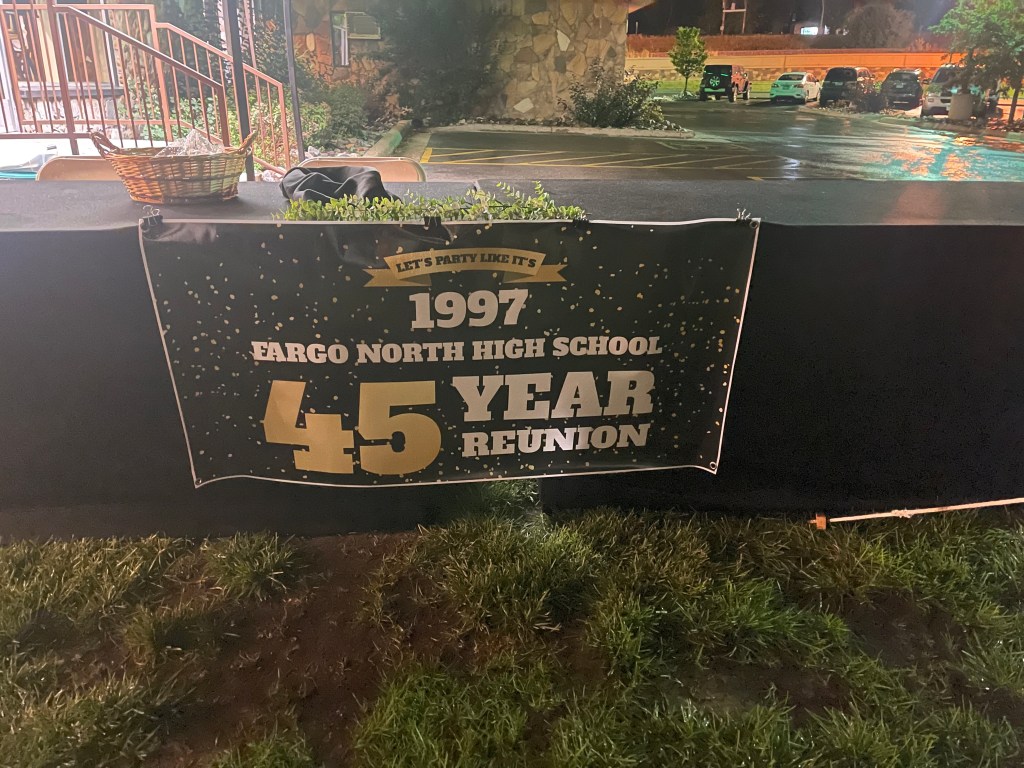 LET'S PARTY LIKE IT'S
1997
FARGO NORTH HIGH SCHOOL
45 YEAR
REUNION